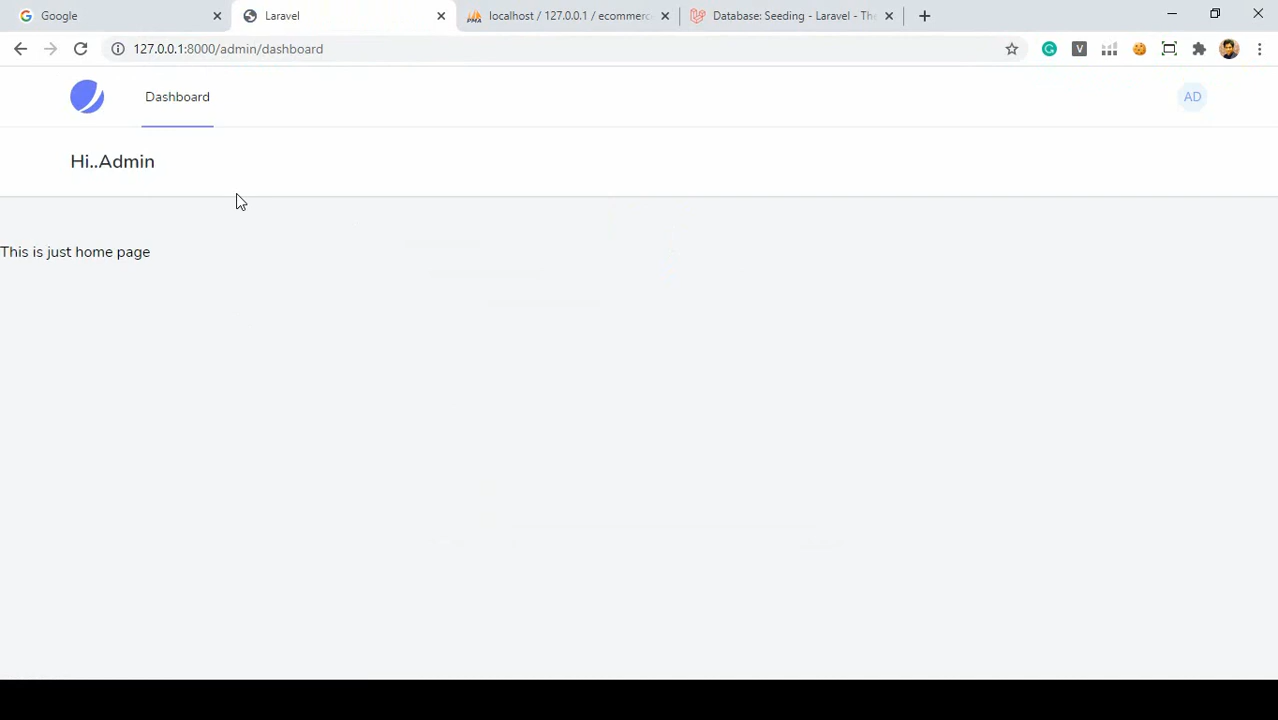 Google
Laravel
localhost / 127.0.0.1 / ecommerc
Database: Seeding - Laravel - The
127.0.0.1:8000/admin/dashboard
Dashboard
AD
Hi..Admin
This is just home page